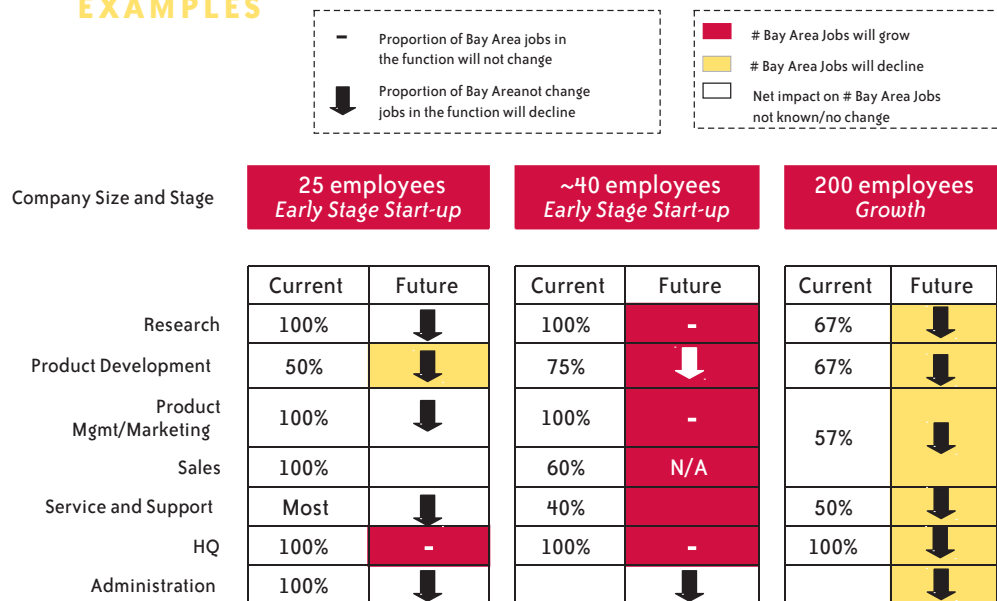 EXAMPLES
- Proportion of Bay Area jobs in
the function will not change
Proportion of Bay Areanot change
jobs in the function will decline
# Bay Area Jobs will grow
# Bay Area Jobs will decline
Net impact on # Bay Area Jobs
not known/no change
Company Size and Stage
25 employees
Early Stage Start-up
~40 employees
Early Stage Start-up
200 employees
Growth
Current Future Current Future Current Future
Research 100% 100% - 67%
Product Development 50% 75% 67%
Product
Mgmt/Marketing 100% 100% - 57%
Sales 100% 60% N/A
Service and Support Most 40% 50%
HQ 100% - 100% - 100%
Administration 100%